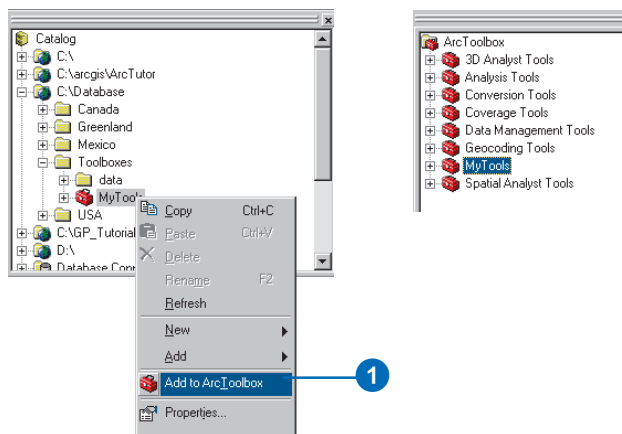 Catalog
C:\
C:\arcgis\ArcTutor
C:\Database
Canada
Greenland
Mexico
Toolboxes
data
MyTools
USA
C:\GP_Tutorial
D:\
Database Conn
Copy Ctrl+C
Paste Ctrl+V
Delete
Rename F2
Refresh
New
Add
Add to ArcToolbox
Properties...
1
ArcToolbox
3D Analyst Tools
Analysis Tools
Conversion Tools
Coverage Tools
Data Management Tools
Geocoding Tools
MyTools
Spatial Analyst Tools